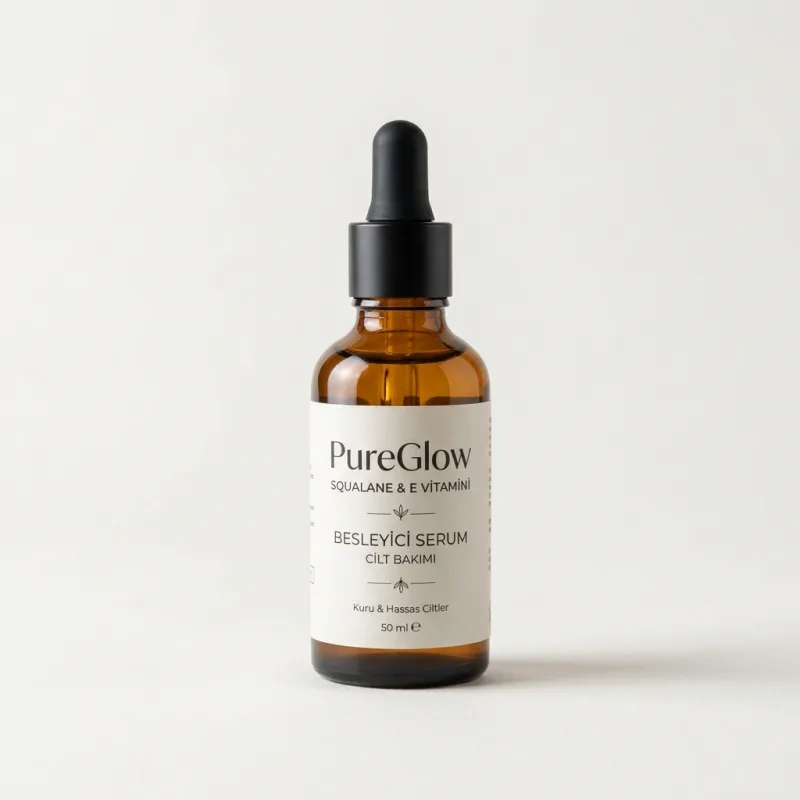 PureGlow
SQUALANE & E VİTAMİNİ
BESLEYİCİ SERUM
CİLT BAKIMI
Kuru & Hassas Ciltler
50 ml ℮